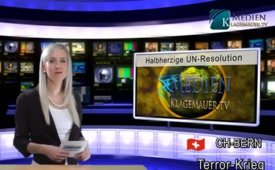 K MEDIEN
KLAGEMAUER.TV
Halbherzige UN-Resolution
MEDIEN
KLAGEMAUER.TV
CH-BERN
Terror-Krieg